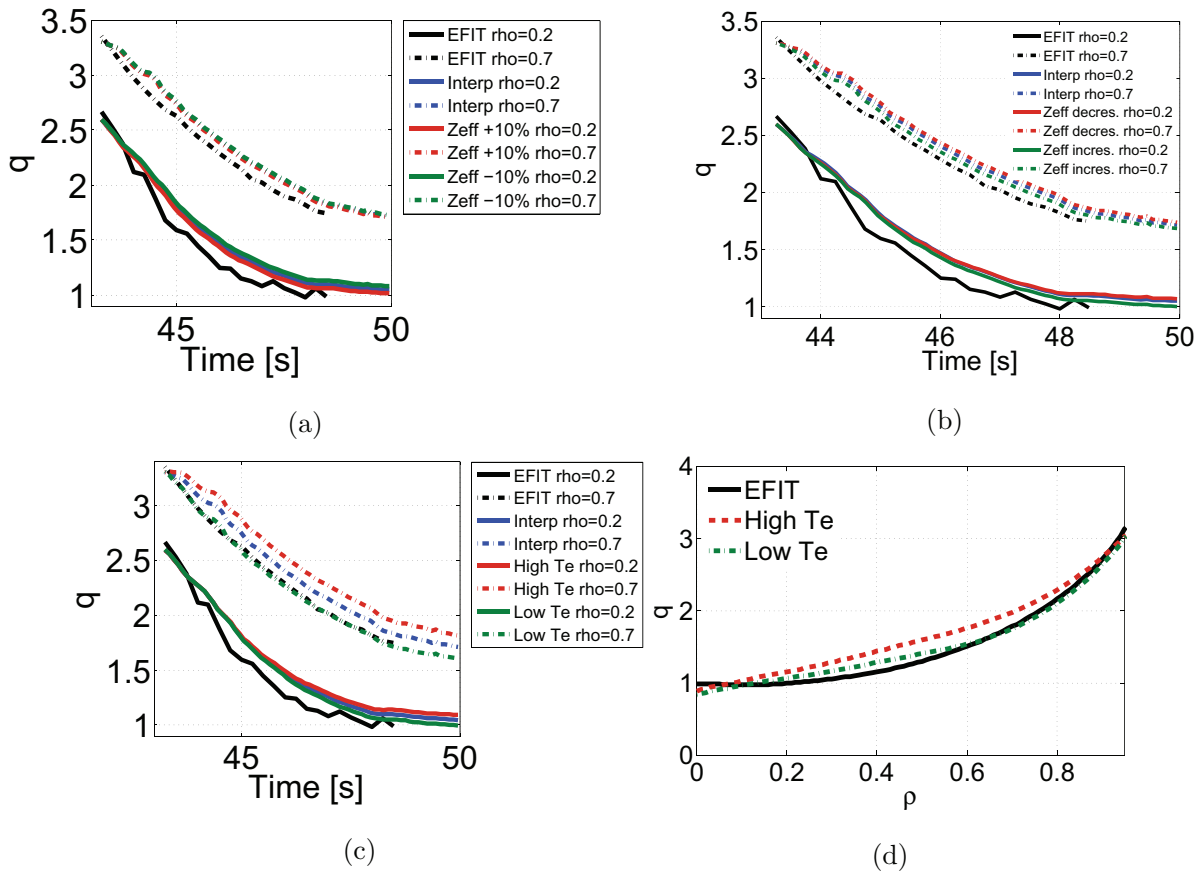 3.5
3
2.5
2
1.5
1
q
45
50
Time [s]
EFIT rho=0.2
EFIT rho=0.7
Interp rho=0.2
Interp rho=0.7
Zeff +10% rho=0.2
Zeff +10% rho=0.7
Zeff −10% rho=0.2
Zeff −10% rho=0.7
(a)
3.5
3
2.5
2
1.5
1
q
44
46
48
50
Time [s]
EFIT rho=0.2
EFIT rho=0.7
Interp rho=0.2
Interp rho=0.7
Zeff decres. rho=0.2
Zeff decres. rho=0.7
Zeff incres. rho=0.2
Zeff incres. rho=0.7
(b)
3
2.5
2
1.5
1
q
45
50
Time [s]
EFIT rho=0.2
EFIT rho=0.7
Interp rho=0.2
Interp rho=0.7
High Te rho=0.2
High Te rho=0.7
Low Te rho=0.2
Low Te rho=0.7
(c)
4
3
2
1
0
q
0
0.2
0.4
0.6
0.8
ρ
EFIT
High Te
Low Te
(d)